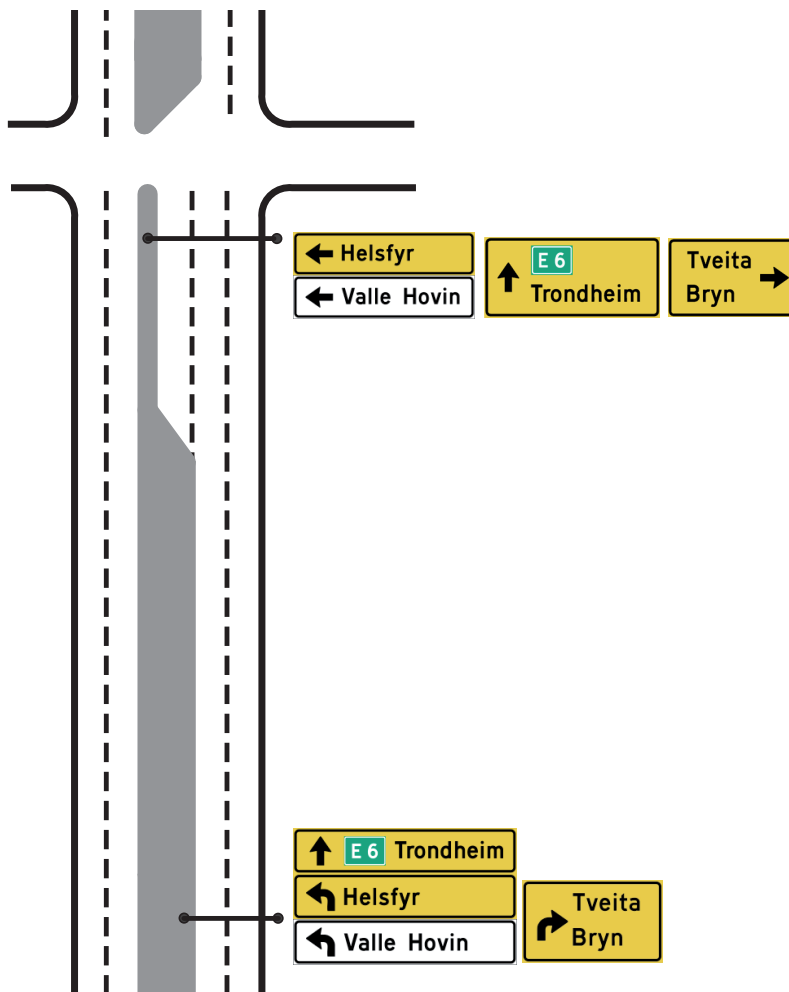 Helsfyr
Valle Hovin
E 6
Trondheim
Tveita
Bryn
E 6 Trondheim
Helsfyr
Valle Hovin
Tveita
Bryn